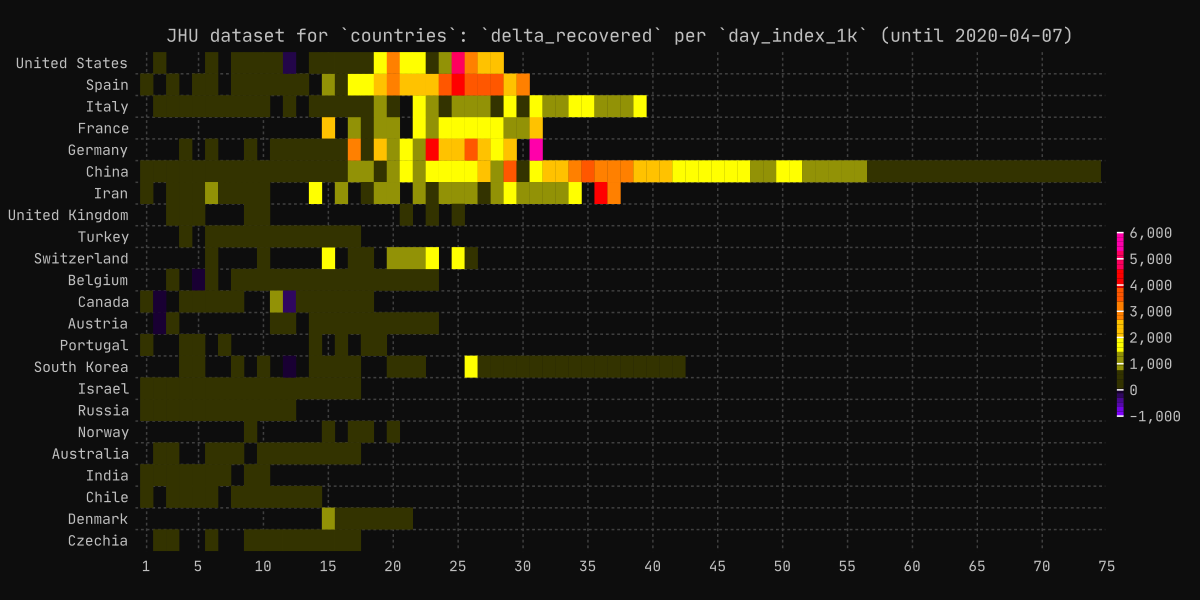 JHU dataset for `countries`: `delta_recovered` per `day_index_1k` (until 2020-04-07)
United States
Spain
Italy
France
Germany
China
Iran
United Kingdom
Turkey
Switzerland
Belgium
Canada
Austria
Portugal
South Korea
Israel
Russia
Norway
Australia
India
Chile
Denmark
Czechia
1 5 10 15 20 25 30 35 40 45 50 55 60 65 70 75
6,000
5,000
4,000
3,000
2,000
1,000
0
−1,000